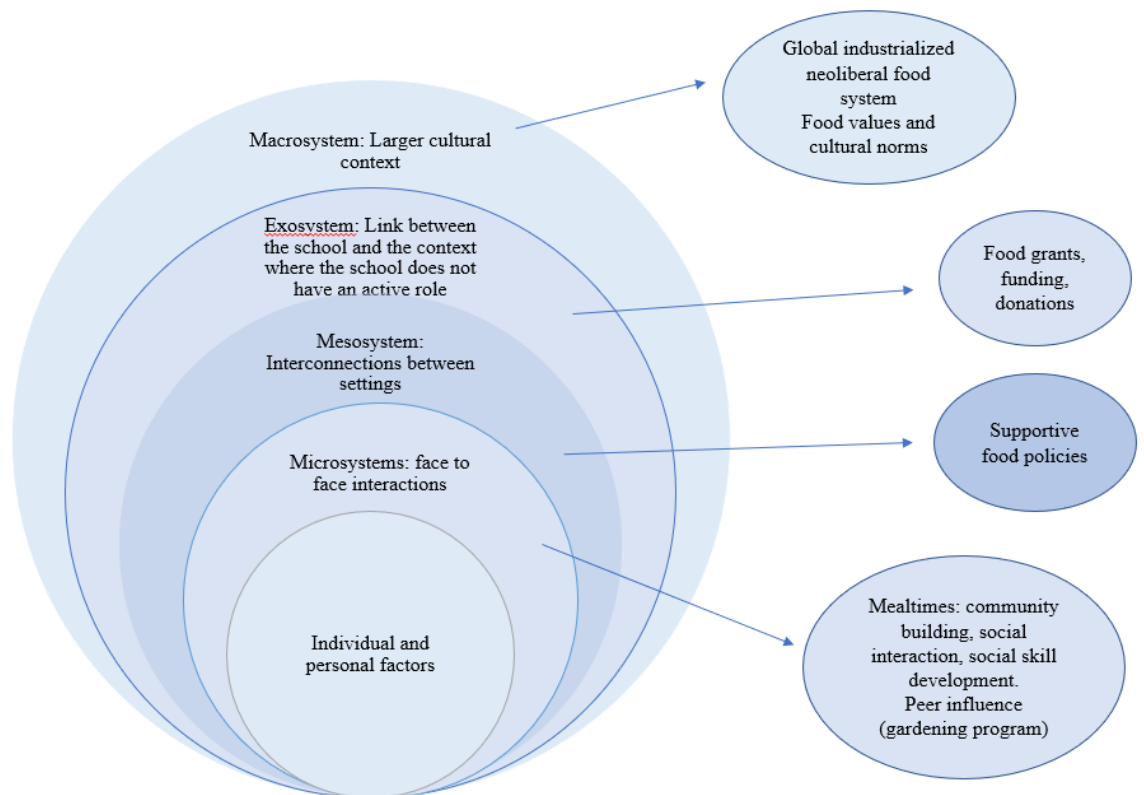 Macrosystem: Larger cultural
context
Exosystem: Link between
the school and the context
where the school does not
have an active role
Mesosystem:
Interconnections between
settings
Microsystems: face to
face interactions
Individual and
personal factors
Global industrialized
neoliberal food
system
Food values and
cultural norms
Food grants,
funding,
donations
Supportive
food policies
Mealtimes: community
building, social
interaction, social skill
development.
Peer influence
(gardening program)